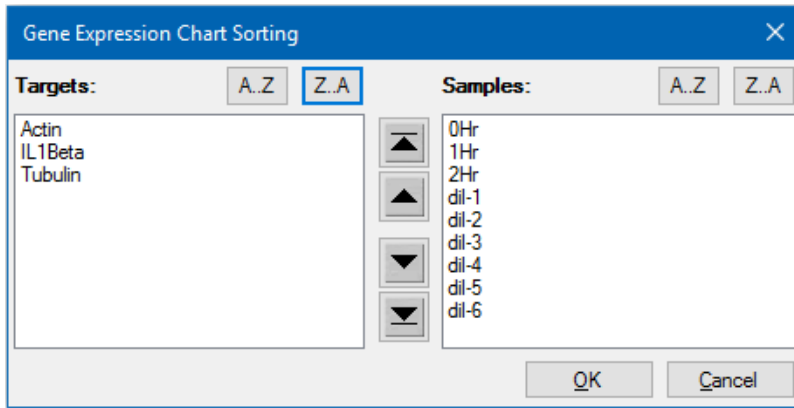 Gene Expression Chart Sorting
Targets: A..Z Z..A Samples: A..Z Z..A
Actin
IL1Beta
Tubulin
0Hr
1Hr
2Hr
dil-1
dil-2
dil-3
dil-4
dil-5
dil-6
OK Cancel